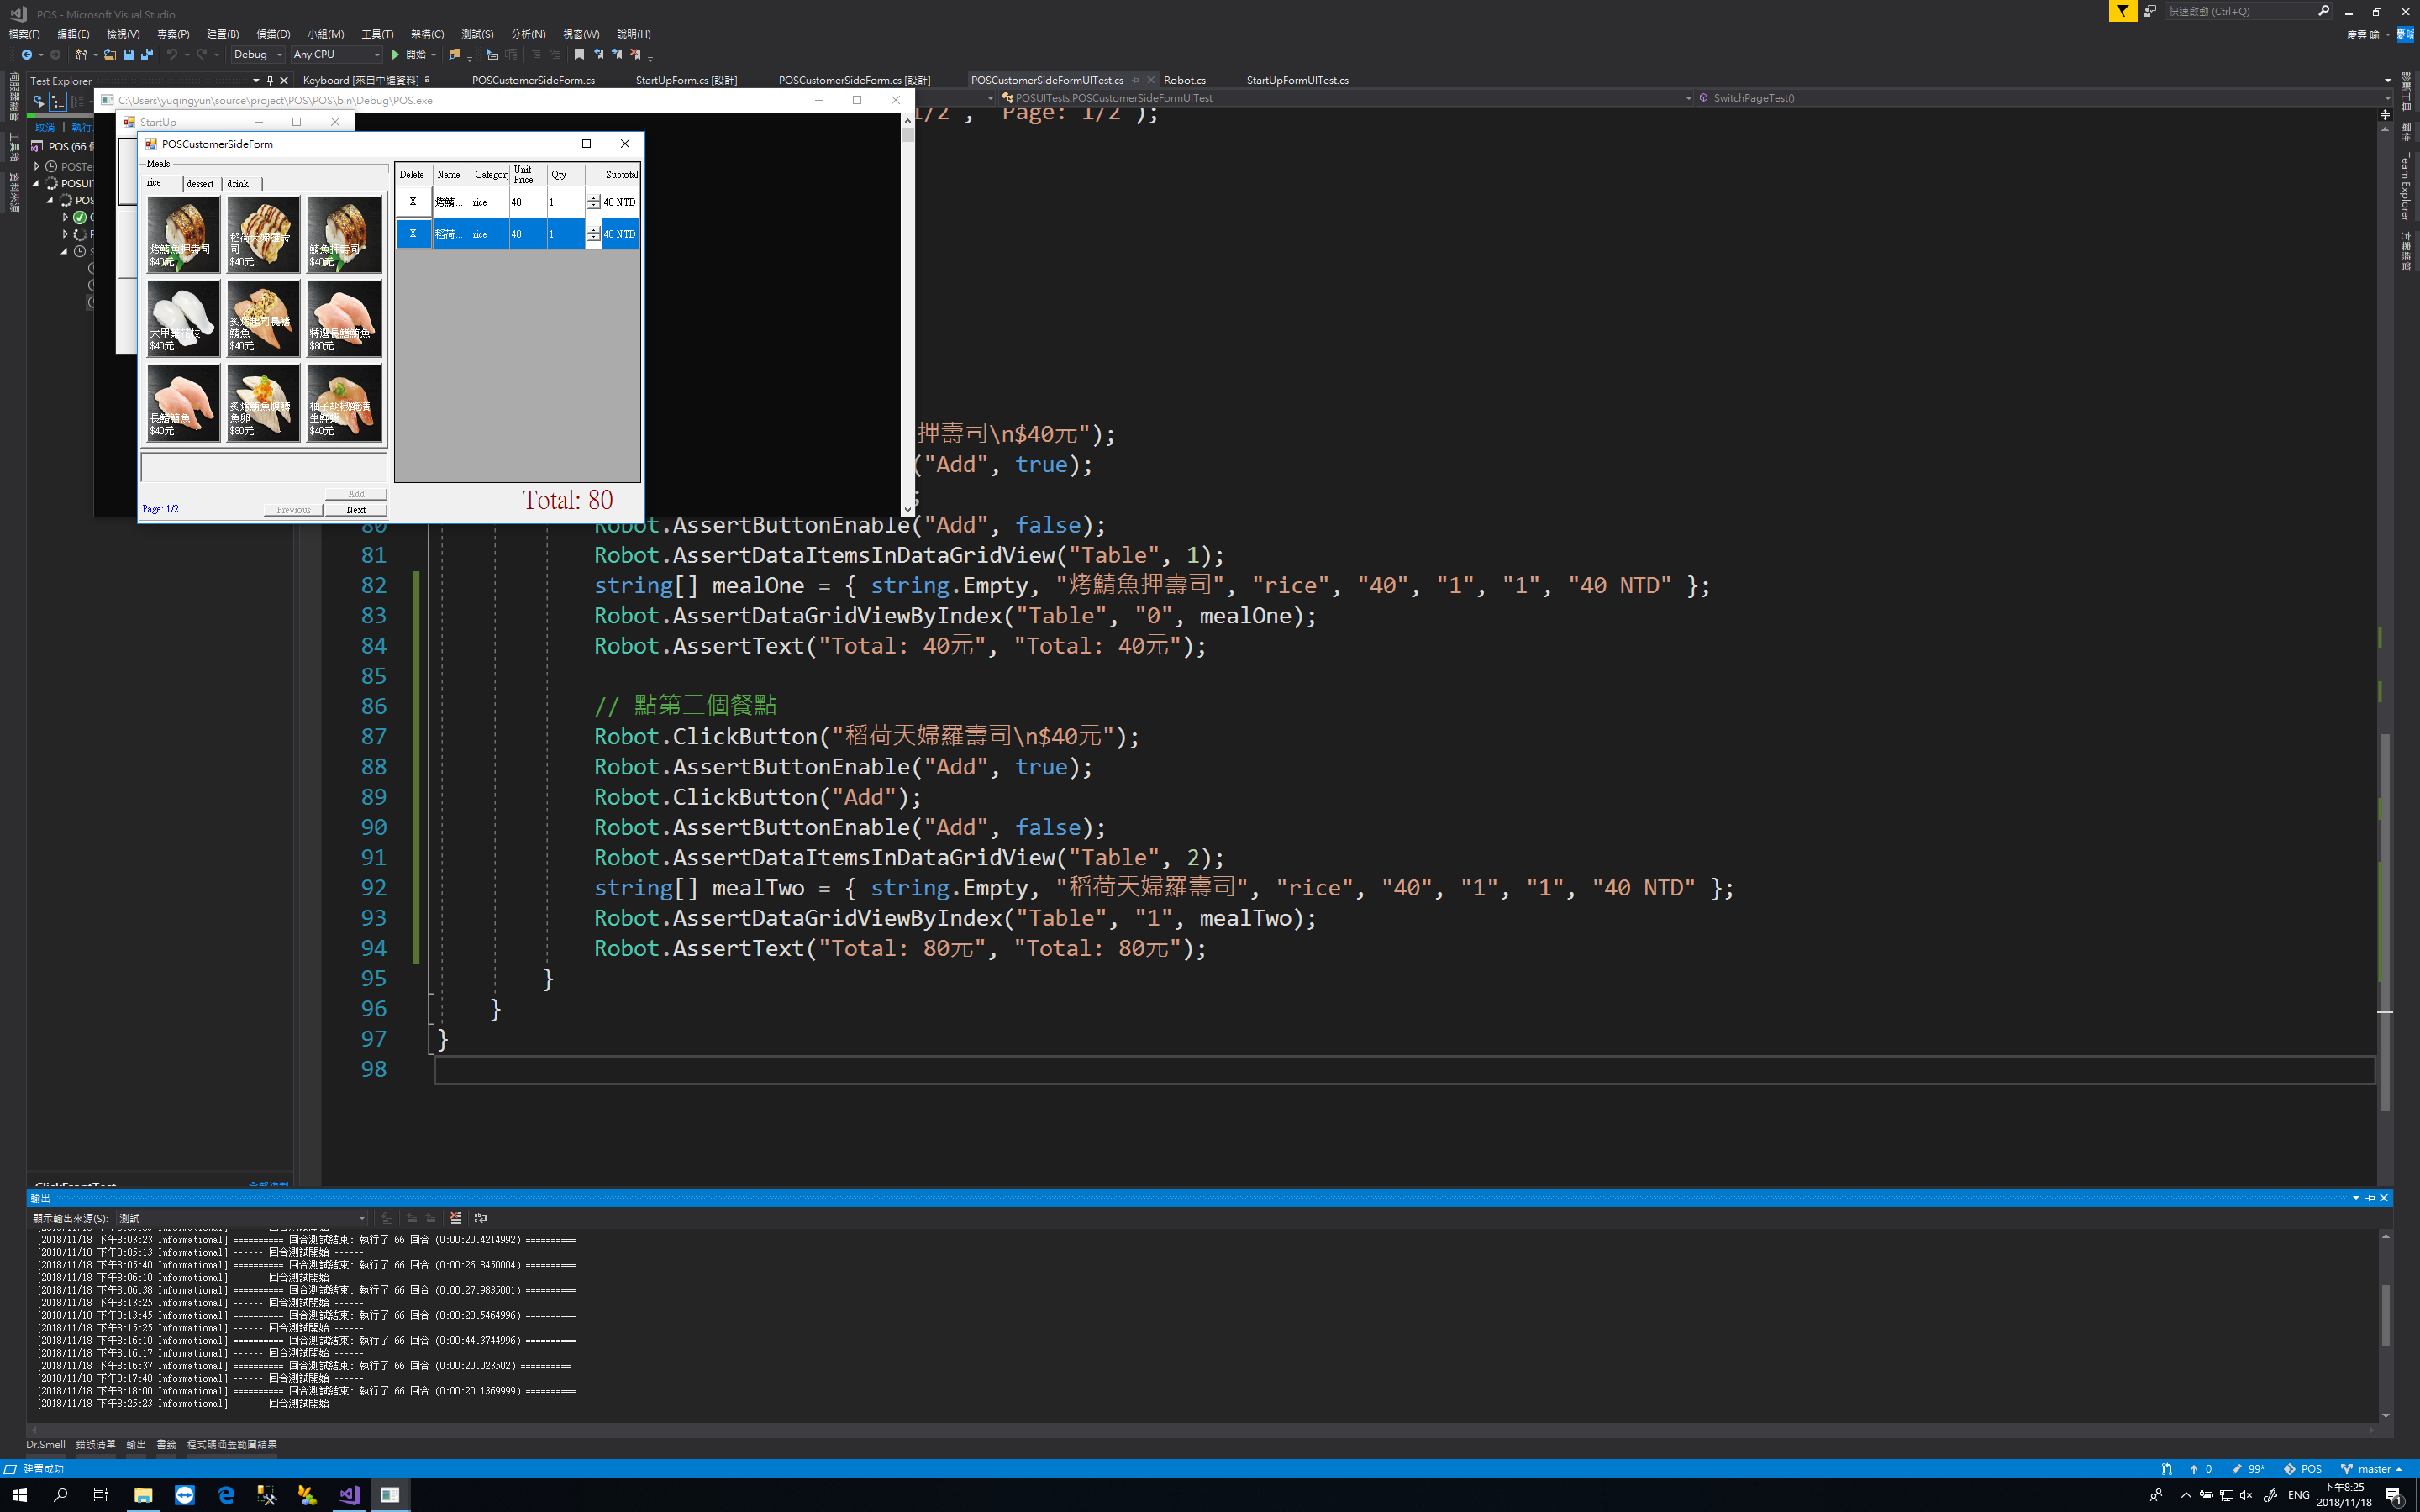 POS - Microsoft Visual Studio
快速啟動 (Ctrl+Q)
檔案(F) 編輯(E) 檢視(V) 專案(P) 建置(B) 偵錯(D) 小組(M) 工具(T) 架構(C) 測試(S) 分析(N) 視窗(W) 說明(H)
慶雲 喻
Debug Any CPU 開始
Test Explorer
Keyboard [來自中繼資料] POSCustomerSideForm.cs StartUpForm.cs [設計] POSCustomerSideForm.cs [設計] POSCustomerSideFormUITest.cs Robot.cs StartUpFormUITest.cs
POSUITests.POSCustomerSideFormUITest SwitchPageTest()
取消 執行
POS (66
POSTe
POSUIT
POS
診斷工具
屬性
Team Explorer
方案總管
C:\Users\yuqingyun\source\project\POS\POS\bin\Debug\POS.exe
StartUp
POSCustomerSideForm
Meals
rice dessert drink
烤鯖魚押壽司
$40元
稻荷天婦羅壽司
$40元
鯖魚押壽司
$40元
$40元
炙烤起司長鰭鮪魚
$40元
特選長鰭鮪魚
$80元
長鰭鮪魚
$40元
$80元
$40元
Add
Page: 1/2
Previous Next
Delete Name Categor Unit Price Qty Subtotal
X 烤鯖... rice 40 1 40 NTD
X 稻荷... rice 40 1 40 NTD
Total: 80
1/2", "Page: 1/2");
押壽司\n$40元");
("Add", true);
;
80 Robot.AssertButtonEnable("Add", false);
81 Robot.AssertDataItemsInDataGridView("Table", 1);
82 string[] mealOne = { string.Empty, "烤鯖魚押壽司", "rice", "40", "1", "1", "40 NTD" };
83 Robot.AssertDataGridViewByIndex("Table", "0", mealOne);
84 Robot.AssertText("Total: 40元", "Total: 40元");
85
86 // 點第二個餐點
87 Robot.ClickButton("稻荷天婦羅壽司\n$40元");
88 Robot.AssertButtonEnable("Add", true);
89 Robot.ClickButton("Add");
90 Robot.AssertButtonEnable("Add", false);
91 Robot.AssertDataItemsInDataGridView("Table", 2);
92 string[] mealTwo = { string.Empty, "稻荷天婦羅壽司", "rice", "40", "1", "1", "40 NTD" };
93 Robot.AssertDataGridViewByIndex("Table", "1", mealTwo);
94 Robot.AssertText("Total: 80元", "Total: 80元");
95 }
96 }
97 }
98
輸出
顯示輸出來源(S): 測試
[2018/11/18 下午8:03:23 Informational] ========== 回合測試結束: 執行了 66 回合 (0:00:20.4214992) ==========
[2018/11/18 下午8:05:13 Informational] ------ 回合測試開始 ------
[2018/11/18 下午8:05:40 Informational] ========== 回合測試結束: 執行了 66 回合 (0:00:26.8450004) ==========
[2018/11/18 下午8:06:10 Informational] ------ 回合測試開始 ------
[2018/11/18 下午8:06:38 Informational] ========== 回合測試結束: 執行了 66 回合 (0:00:27.9835001) ==========
[2018/11/18 下午8:13:25 Informational] ------ 回合測試開始 ------
[2018/11/18 下午8:13:45 Informational] ========== 回合測試結束: 執行了 66 回合 (0:00:20.5464996) ==========
[2018/11/18 下午8:15:25 Informational] ------ 回合測試開始 ------
[2018/11/18 下午8:16:10 Informational] ========== 回合測試結束: 執行了 66 回合 (0:00:44.3744996) ==========
[2018/11/18 下午8:16:17 Informational] ------ 回合測試開始 ------
[2018/11/18 下午8:16:37 Informational] ========== 回合測試結束: 執行了 66 回合 (0:00:20.023502) ==========
[2018/11/18 下午8:17:40 Informational] ------ 回合測試開始 ------
[2018/11/18 下午8:18:00 Informational] ========== 回合測試結束: 執行了 66 回合 (0:00:20.1369999) ==========
[2018/11/18 下午8:25:23 Informational] ------ 回合測試開始 ------
Dr.Smell 錯誤清單 輸出 書籤 程式碼涵蓋範圍結果
建置成功
0 99* POS master
ENG
下午8:25
2018/11/18